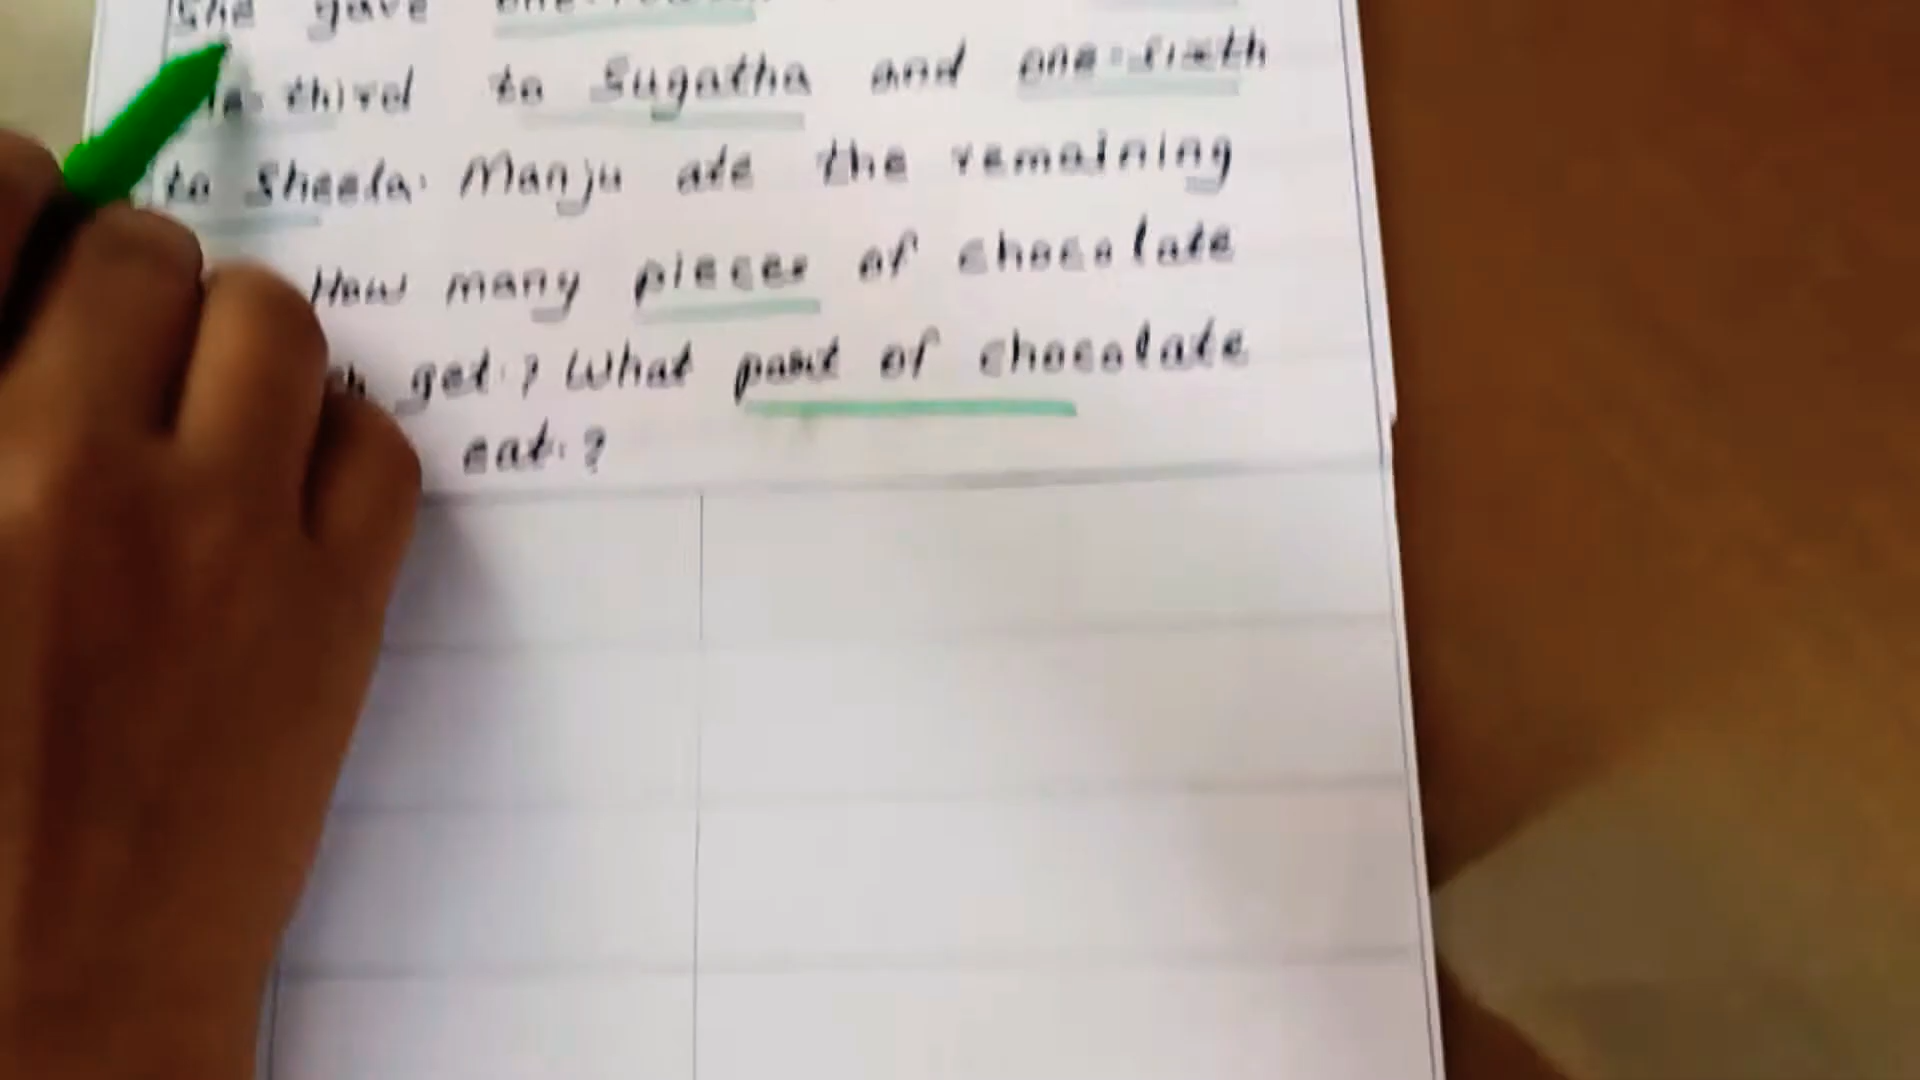 She gave
third to Sugatha and one-sixth
to Sheela. Manju ate the remaining
How many pieces of chocolate
get.? What part of chocolate
eat.?